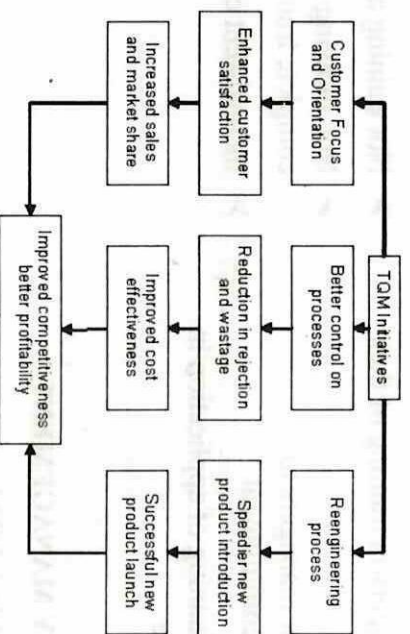 TQM Initiatives
Customer Focus
and Orientation
Better control on
processes
Reengineering
process
Enhanced customer
satisfaction
Reduction in rejection
and wastage
Speedier new
product introduction
Increased sales
and market share
Improved cost
effectiveness
Successful new
product launch
Improved competitiveness
better profitability